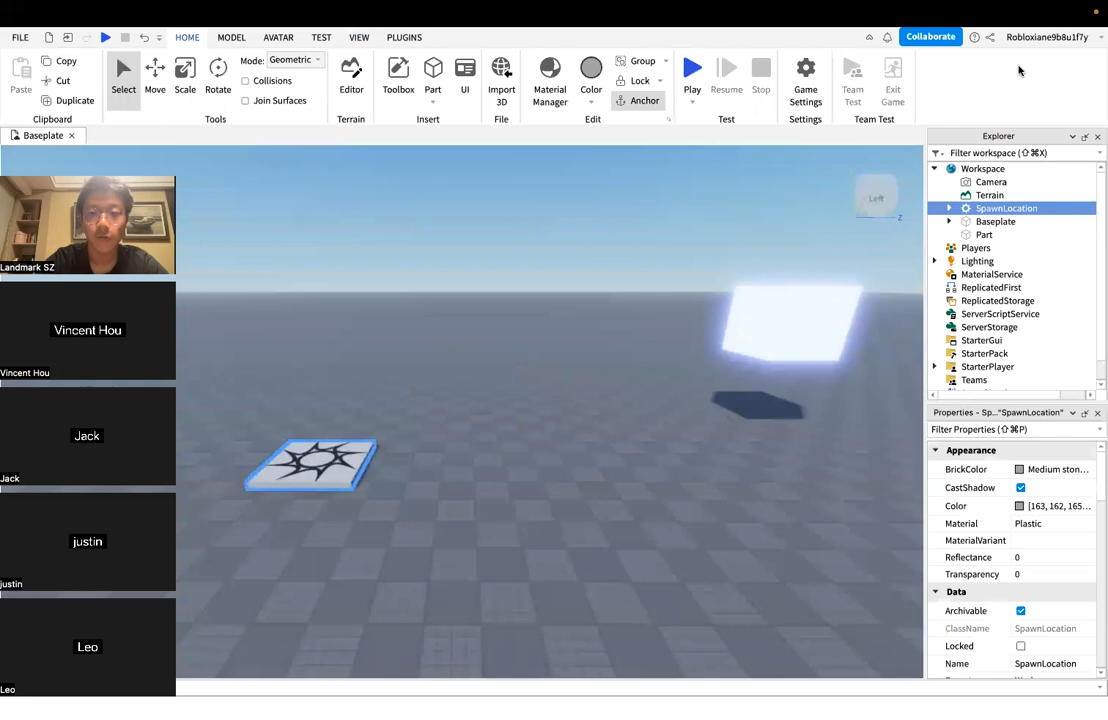 FILE HOME MODEL AVATAR TEST VIEW PLUGINS Collaborate Robloxiane9b8u1f7y
Paste Copy Cut Duplicate
Clipboard
Select Move Scale Rotate
Mode: Geometric
Collisions
Join Surfaces
Tools
Editor
Terrain
Toolbox Part UI
Insert
Import 3D
File
Material Manager Color
Group
Lock
Anchor
Edit
Play Resume Stop
Test
Game Settings
Settings
Team Test Exit Game
Team Test
Baseplate
Left
Z
Landmark SZ
Vincent Hou
Vincent Hou
Jack
Jack
justin
justin
Leo
Leo
Explorer
Filter workspace (⇧⌘X)
Workspace
Camera
Terrain
SpawnLocation
Baseplate
Part
Players
Lighting
MaterialService
ReplicatedFirst
ReplicatedStorage
ServerScriptService
ServerStorage
StarterGui
StarterPack
StarterPlayer
Teams
Properties - Sp..."SpawnLocation"
Filter Properties (⇧⌘P)
Appearance
BrickColor Medium ston...
CastShadow
Color [163, 162, 165...
Material Plastic
MaterialVariant
Reflectance 0
Transparency 0
Data
Archivable
ClassName SpawnLocation
Locked
Name SpawnLocation